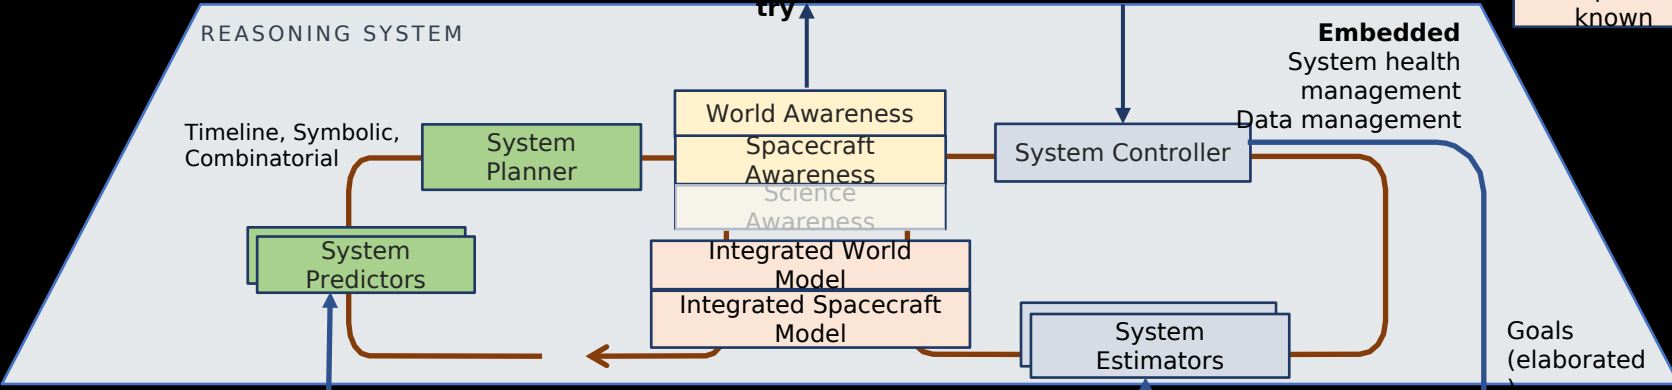 try
known
REASONING SYSTEM
Embedded
System health
management
Data management
World Awareness
Timeline, Symbolic,
Combinatorial
System
Planner
Spacecraft
Awareness
System Controller
Science
Awareness
System
Predictors
Integrated World
Model
Integrated Spacecraft
Model
System
Estimators
Goals
(elaborated
)